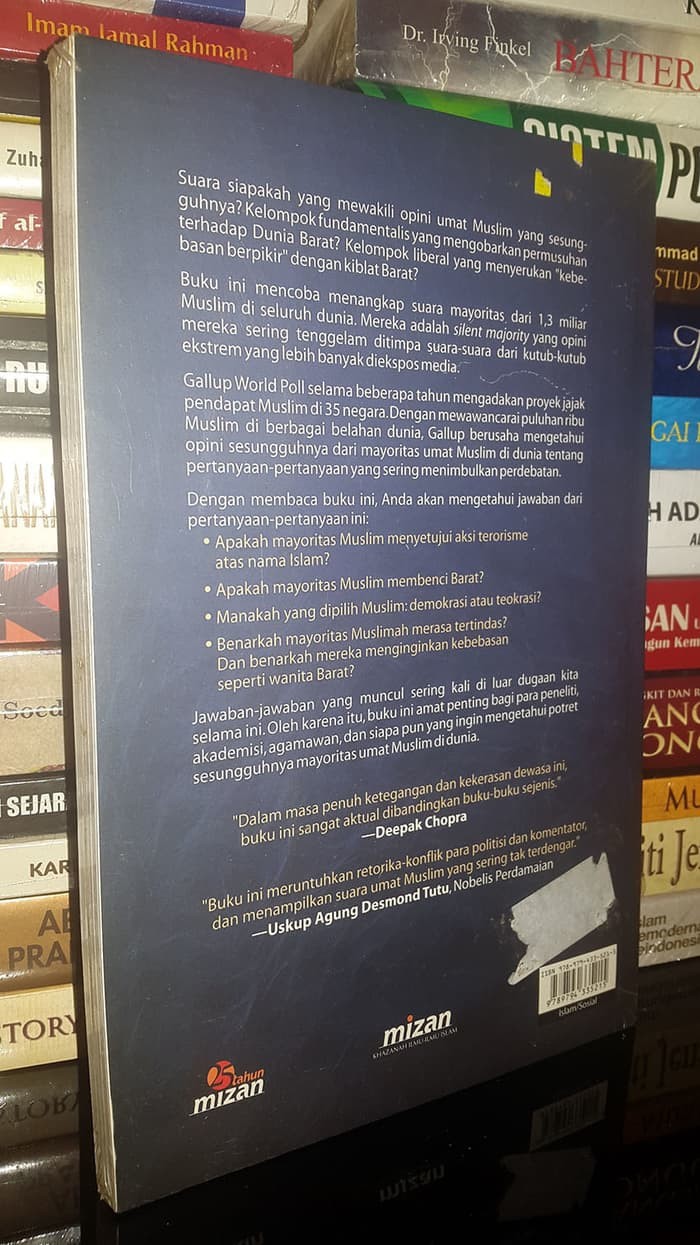 Imam Jamal Rahman
Dr. Irving Finkel
SISTEM
Suara siapakah yang mewakili opini umat Muslim yang sesung-
guhnya? Kelompok fundamentalis yang mengobarkan permusuhan
terhadap Dunia Barat? Kelompok liberal yang menyerukan "kebe-
basan berpikir" dengan kiblat Barat?
Buku ini mencoba menangkap suara mayoritas dari 1,3 miliar
Muslim di seluruh dunia. Mereka adalah silent majority yang opini
mereka sering tenggelam ditimpa suara-suara dari kutub-kutub
ekstrem yang lebih banyak diekspos media.
Gallup World Poll selama beberapa tahun mengadakan proyek jajak
pendapat Muslim di 35 negara. Dengan mewawancarai puluhan ribu
Muslim di berbagai belahan dunia, Gallup berusaha mengetahui
opini sesungguhnya dari mayoritas umat Muslim di dunia tentang
pertanyaan-pertanyaan yang sering menimbulkan perdebatan.
Dengan membaca buku ini, Anda akan mengetahui jawaban dari
pertanyaan-pertanyaan ini:
• Apakah mayoritas Muslim menyetujui aksi terorisme
atas nama Islam?
• Apakah mayoritas Muslim membenci Barat?
• Manakah yang dipilih Muslim: demokrasi atau teokrasi?
• Benarkah mayoritas Muslimah merasa tertindas?
Dan benarkah mereka menginginkan kebebasan
seperti wanita Barat?
Jawaban-jawaban yang muncul sering kali di luar dugaan kita
selama ini. Oleh karena itu, buku ini amat penting bagi para peneliti,
akademisi, agamawan, dan siapa pun yang ingin mengetahui potret
sesungguhnya mayoritas umat Muslim di dunia.
"Dalam masa penuh ketegangan dan kekerasan dewasa ini,
buku ini sangat aktual dibandingkan buku-buku sejenis."
—Deepak Chopra
"Buku ini meruntuhkan retorika-konflik para politisi dan komentator,
dan menampilkan suara umat Muslim yang sering tak terdengar."
—Uskup Agung Desmond Tutu, Nobelis Perdamaian
ISBN 978-979-433-521-5
9789794335215
Islam/Sosial
mizan
KHAZANAH ILMU-ILMU ISLAM
25 tahun
mizan